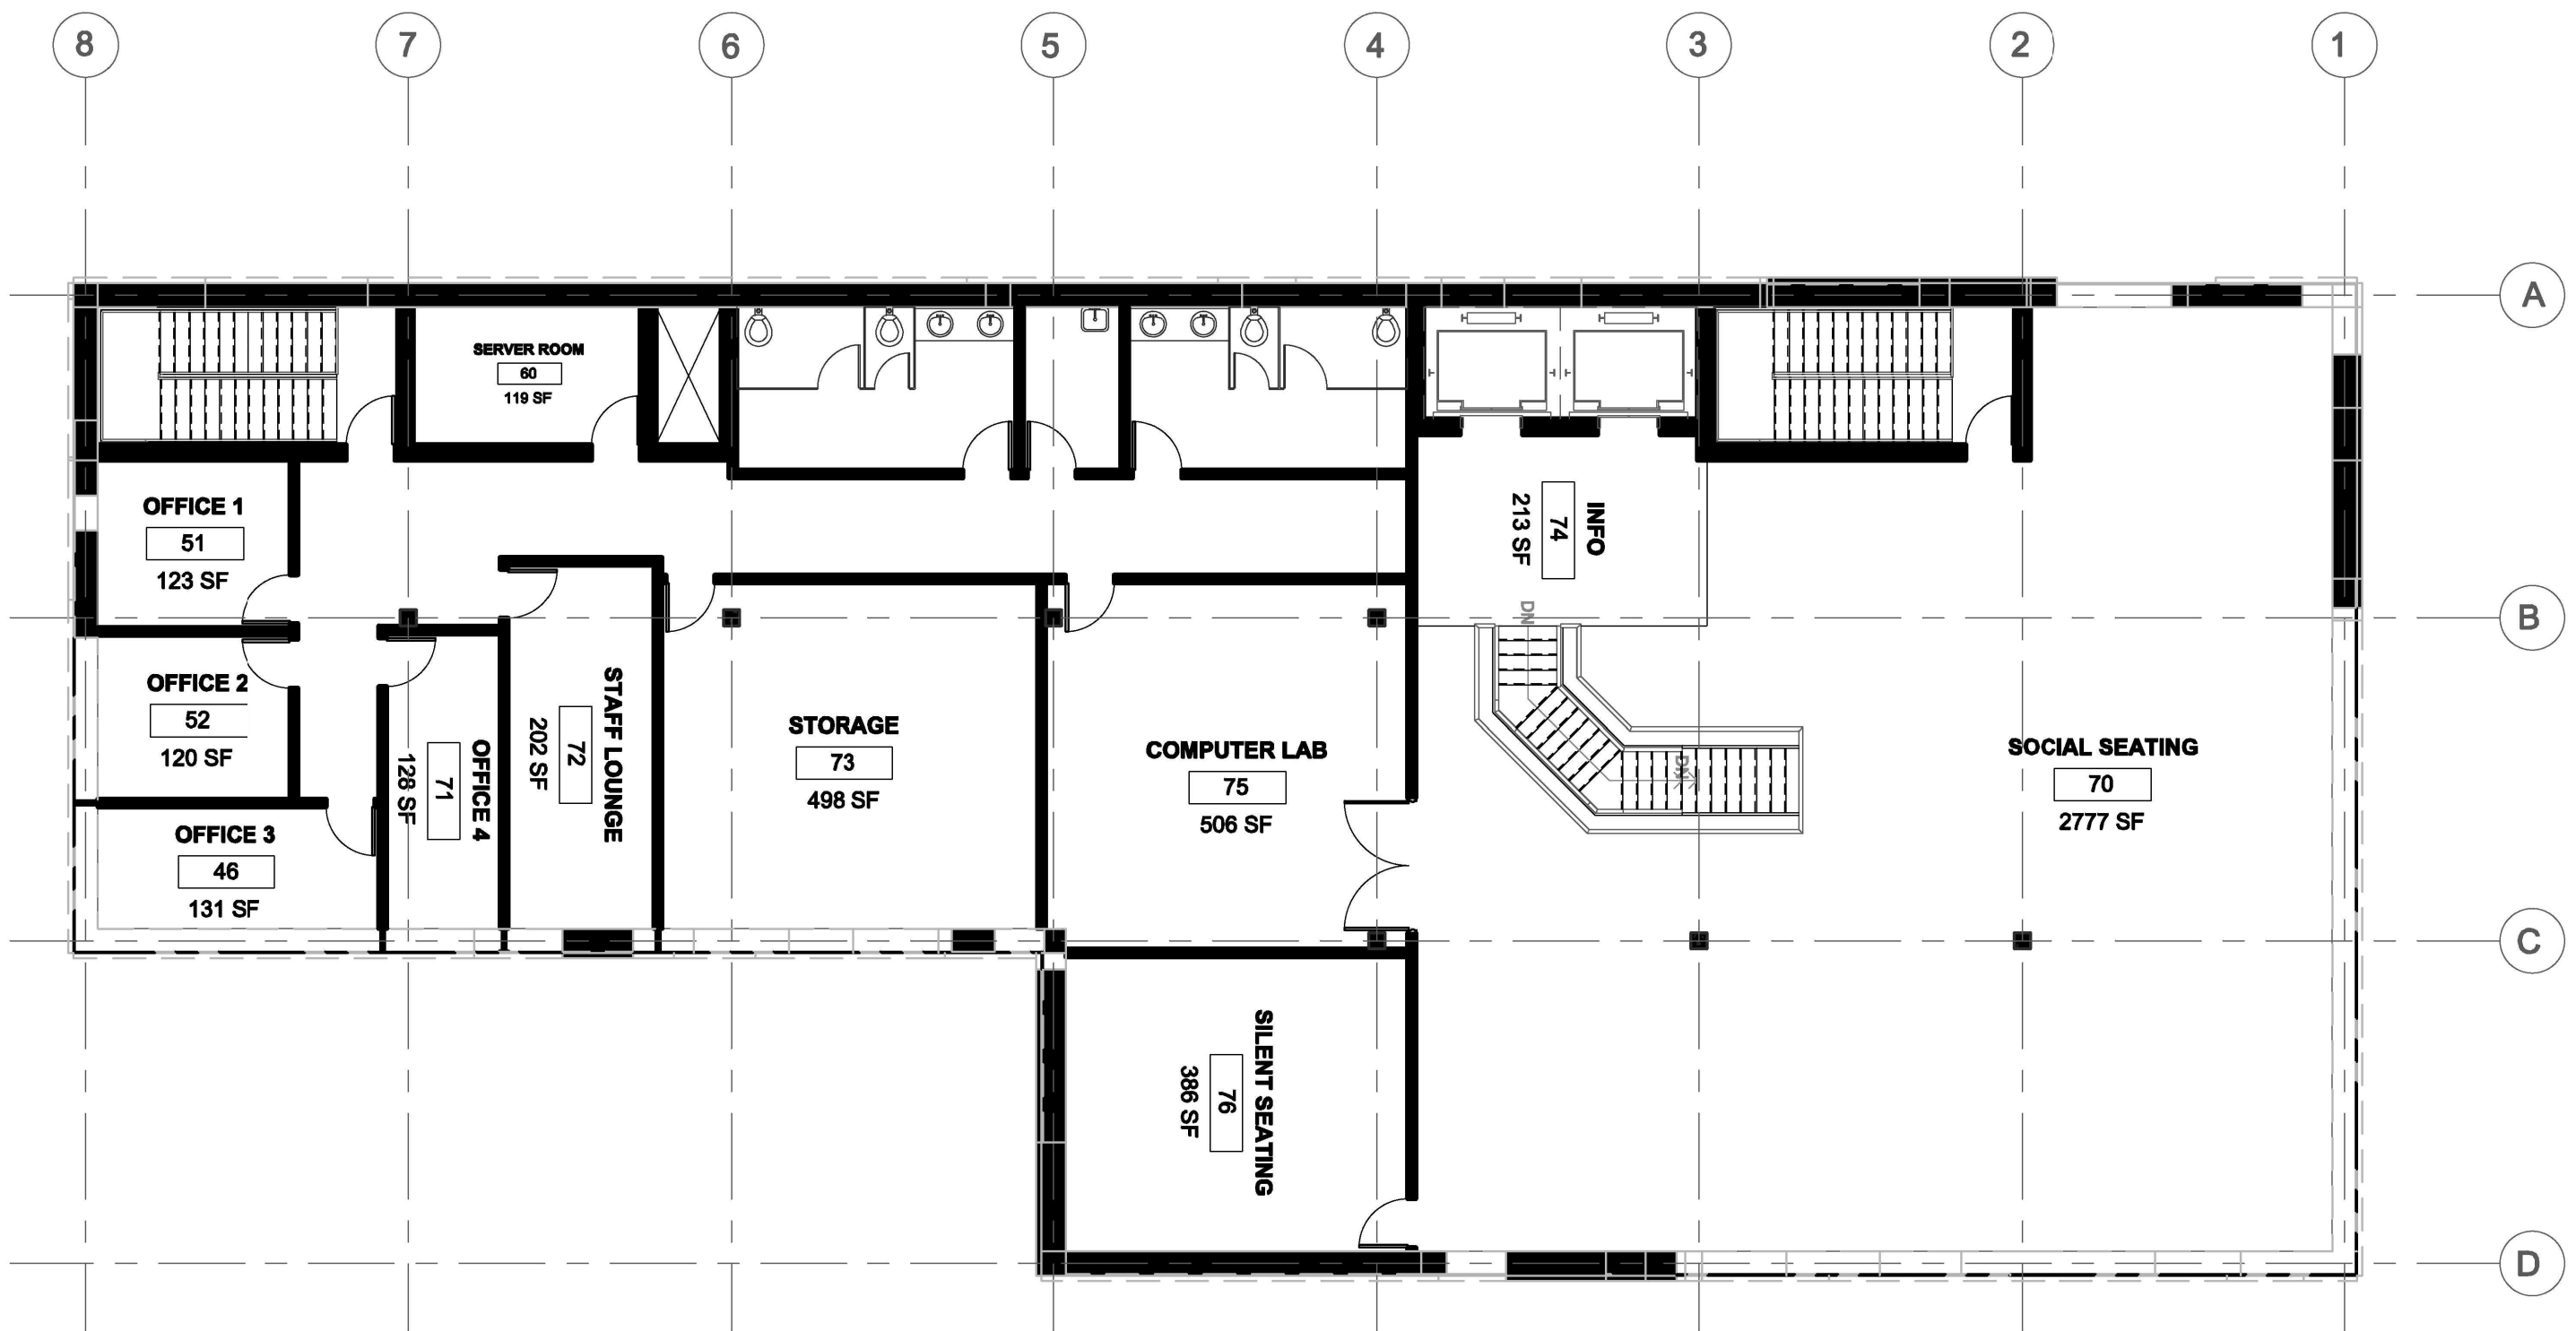 8 7 6 5 4 3 2 1
A
SERVER ROOM
60
119 SF
OFFICE 1
51
123 SF
INFO
74
213 SF
DN
B
OFFICE 2
52
120 SF
STAFF LOUNGE
72
202 SF
OFFICE 4
71
128 SF
STORAGE
73
498 SF
COMPUTER LAB
75
506 SF
DN
SOCIAL SEATING
70
2777 SF
OFFICE 3
46
131 SF
C
SILENT SEATING
76
386 SF
D